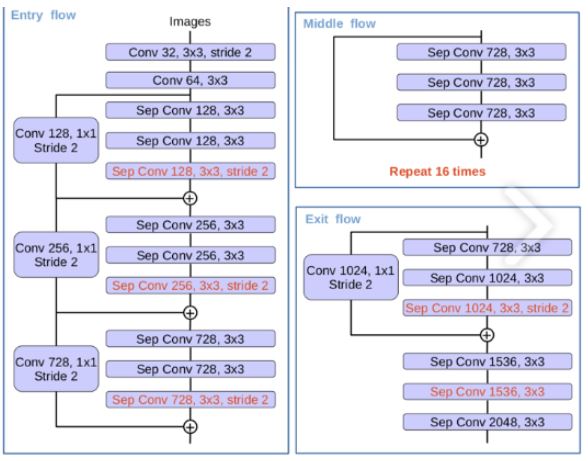 Entry flow
Images
Conv 32, 3x3, stride 2
Conv 64, 3x3
Sep Conv 128, 3x3
Conv 128, 1x1
Stride 2
Sep Conv 128, 3x3
Sep Conv 128, 3x3, stride 2
Sep Conv 256, 3x3
Conv 256, 1x1
Stride 2
Sep Conv 256, 3x3
Sep Conv 256, 3x3, stride 2
Sep Conv 728, 3x3
Conv 728, 1x1
Stride 2
Sep Conv 728, 3x3
Sep Conv 728, 3x3, stride 2
Middle flow
Sep Conv 728, 3x3
Sep Conv 728, 3x3
Sep Conv 728, 3x3
Repeat 16 times
Exit flow
Sep Conv 728, 3x3
Conv 1024, 1x1
Stride 2
Sep Conv 1024, 3x3
Sep Conv 1024, 3x3, stride 2
Sep Conv 1536, 3x3
Sep Conv 1536, 3x3
Sep Conv 2048, 3x3